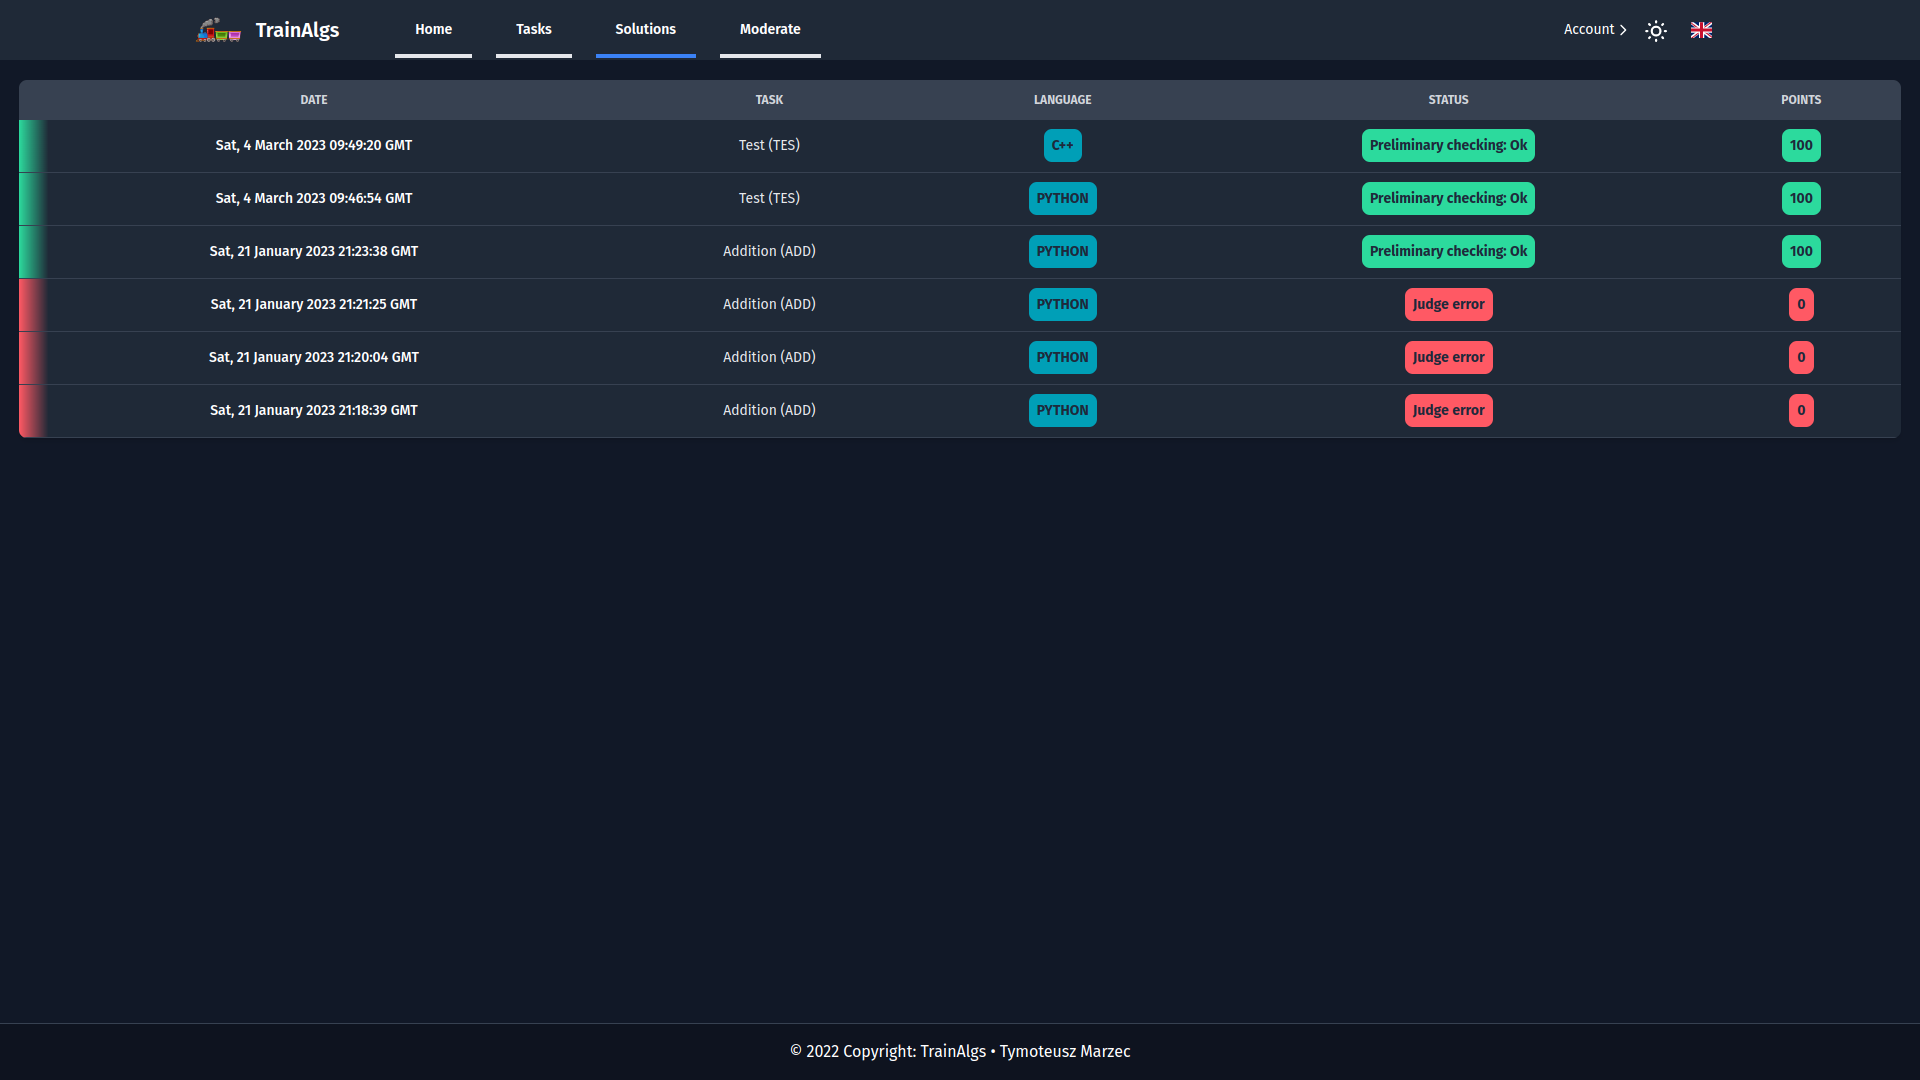 TrainAlgs Home Tasks Solutions Moderate Account
DATE TASK LANGUAGE STATUS POINTS
Sat, 4 March 2023 09:49:20 GMT Test (TES) C++ Preliminary checking: Ok 100
Sat, 4 March 2023 09:46:54 GMT Test (TES) PYTHON Preliminary checking: Ok 100
Sat, 21 January 2023 21:23:38 GMT Addition (ADD) PYTHON Preliminary checking: Ok 100
Sat, 21 January 2023 21:21:25 GMT Addition (ADD) PYTHON Judge error 0
Sat, 21 January 2023 21:20:04 GMT Addition (ADD) PYTHON Judge error 0
Sat, 21 January 2023 21:18:39 GMT Addition (ADD) PYTHON Judge error 0
© 2022 Copyright: TrainAlgs • Tymoteusz Marzec